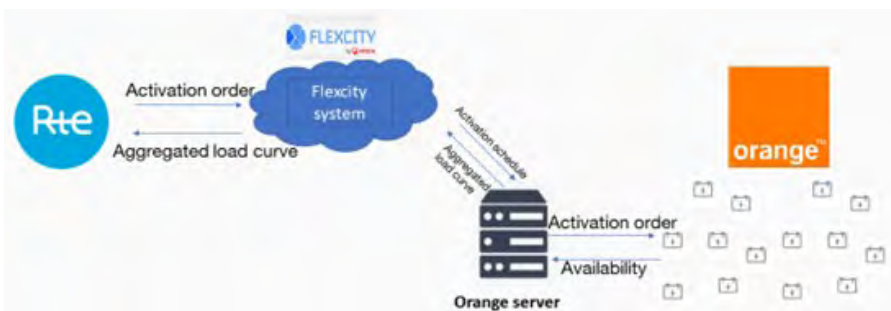 FLEXCITY
Rte
Activation order
Aggregated load curve
Flexcity
system
Activation schedule
Aggregated
load curve
orange™
Activation order
Availability
Orange server